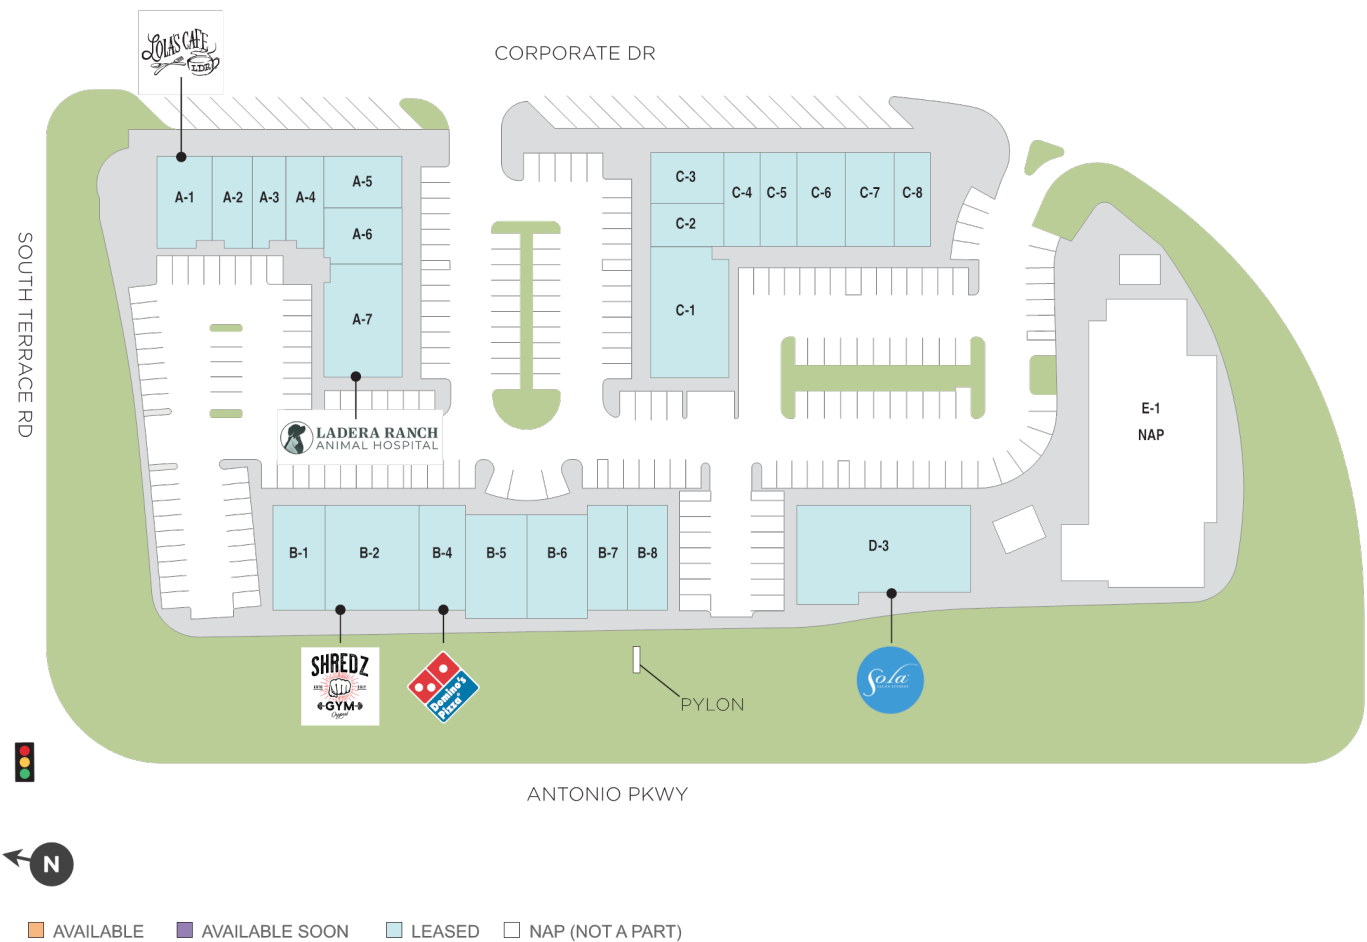 LOLA'S CAFE
LDR
CORPORATE DR
A-1
A-2
A-3
A-4
A-5
A-6
A-7
C-3
C-2
C-1
C-4
C-5
C-6
C-7
C-8
SOUTH TERRACE RD
E-1
NAP
LADERA RANCH
ANIMAL HOSPITAL
B-1
B-2
B-4
B-5
B-6
B-7
B-8
D-3
SHREDZ
GYM
Domino's
Pizza
Sola
PYLON
ANTONIO PKWY
N
AVAILABLE
AVAILABLE SOON
LEASED
NAP (NOT A PART)